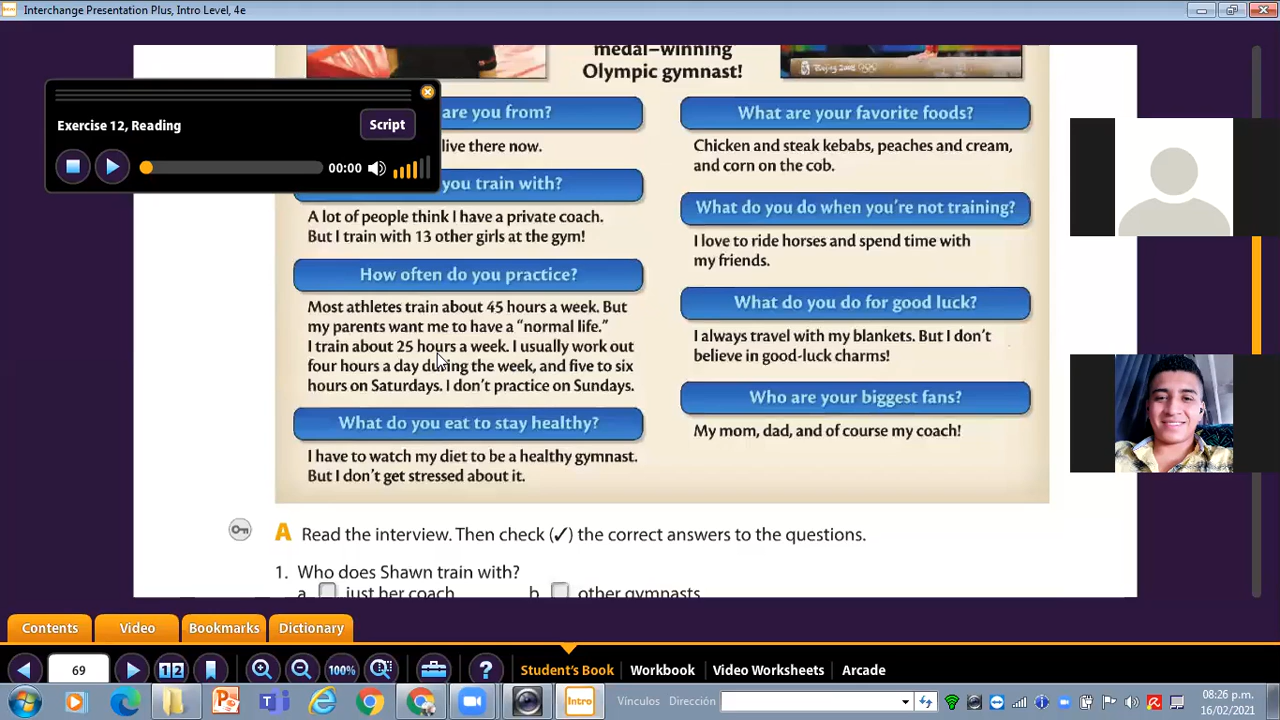 Interchange Presentation Plus, Intro Level, 4e
medal–winning
Olympic gymnast!
Beijing 2008
Exercise 12, Reading
Script
00:00
are you from?
live there now.
you train with?
A lot of people think I have a private coach.
But I train with 13 other girls at the gym!
How often do you practice?
Most athletes train about 45 hours a week. But
my parents want me to have a “normal life.”
I train about 25 hours a week. I usually work out
four hours a day during the week, and five to six
hours on Saturdays. I don’t practice on Sundays.
What do you eat to stay healthy?
I have to watch my diet to be a healthy gymnast.
But I don’t get stressed about it.
What are your favorite foods?
Chicken and steak kebabs, peaches and cream,
and corn on the cob.
What do you do when you’re not training?
I love to ride horses and spend time with
my friends.
What do you do for good luck?
I always travel with my blankets. But I don’t
believe in good-luck charms!
Who are your biggest fans?
My mom, dad, and of course my coach!
A Read the interview. Then check (✓) the correct answers to the questions.
1. Who does Shawn train with?
a. just her coach b. other gymnasts
Contents Video Bookmarks Dictionary
69 12 100% ? Student's Book Workbook Video Worksheets Arcade
Intro Vínculos Dirección 08:26 p.m.
16/02/2021